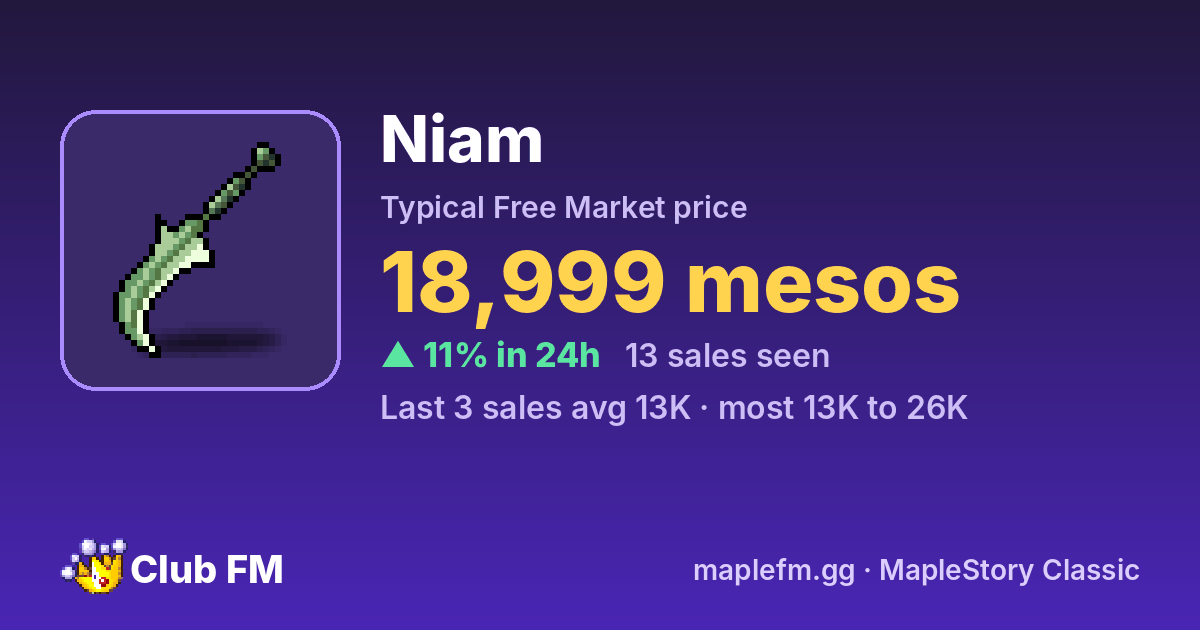 Niam
Typical Free Market price
18,999 mesos
▲ 11% in 24h 13 sales seen
Last 3 sales avg 13K · most 13K to 26K
Club FM
maplefm.gg · MapleStory Classic